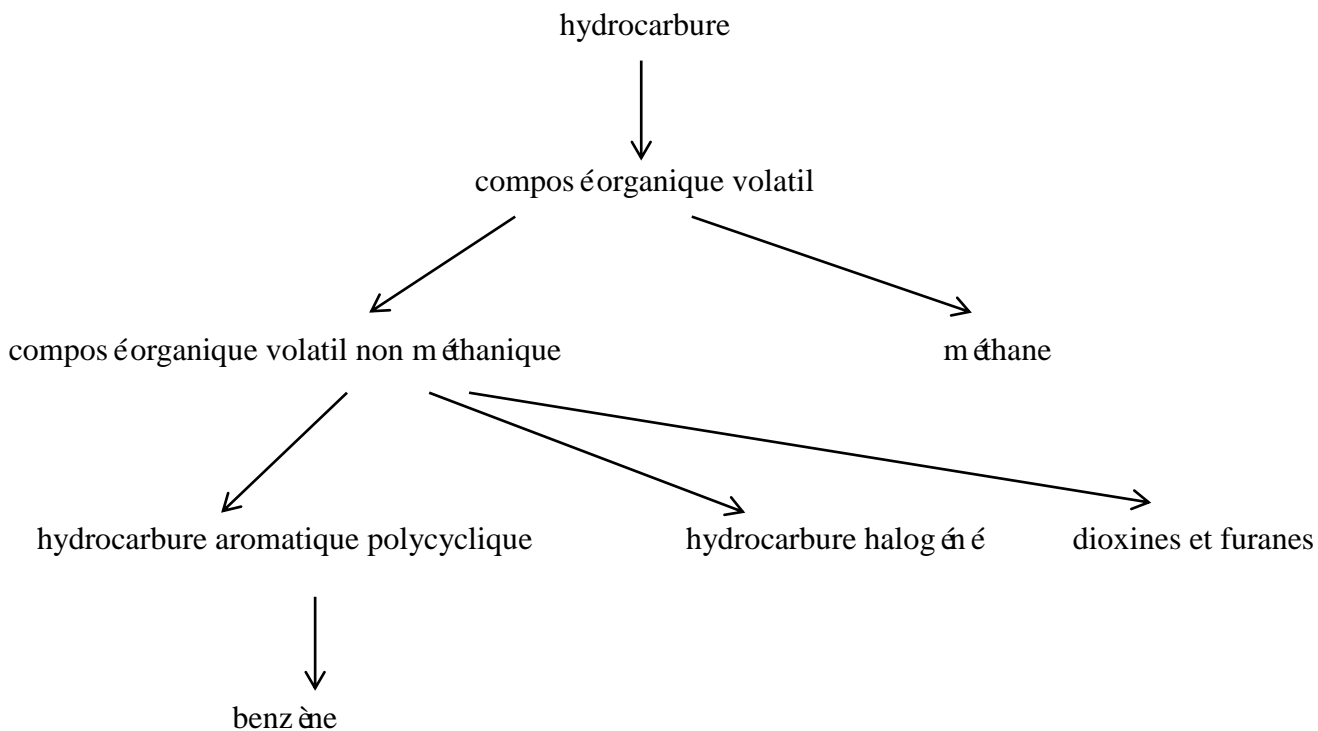 hydrocarbure
composé organique volatil
composé organique volatil non méthanique méthane
hydrocarbure aromatique polycyclique hydrocarbure halogéné dioxines et furanes
benzène